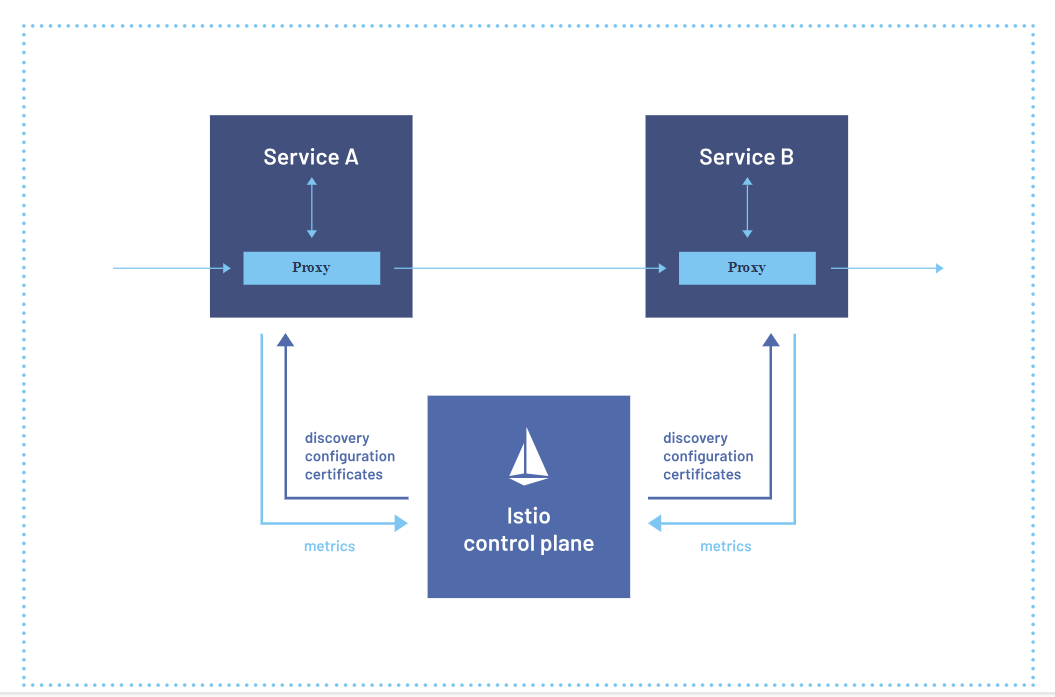 Service A
Service B
Proxy
Proxy
discovery
configuration
certificates
discovery
configuration
certificates
Istio
control plane
metrics
metrics